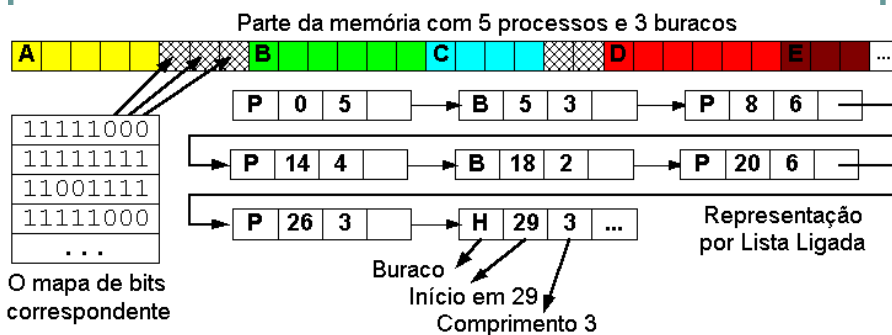 Parte da memória com 5 processos e 3 buracos
A B C D E ...
P 0 5 B 5 3 P 8 6
11111000
11111111
11001111
11111000
...
P 14 4 B 18 2 P 20 6
P 26 3 H 29 3 ...
Representação
por Lista Ligada
O mapa de bits
correspondente
Buraco
Início em 29
Comprimento 3